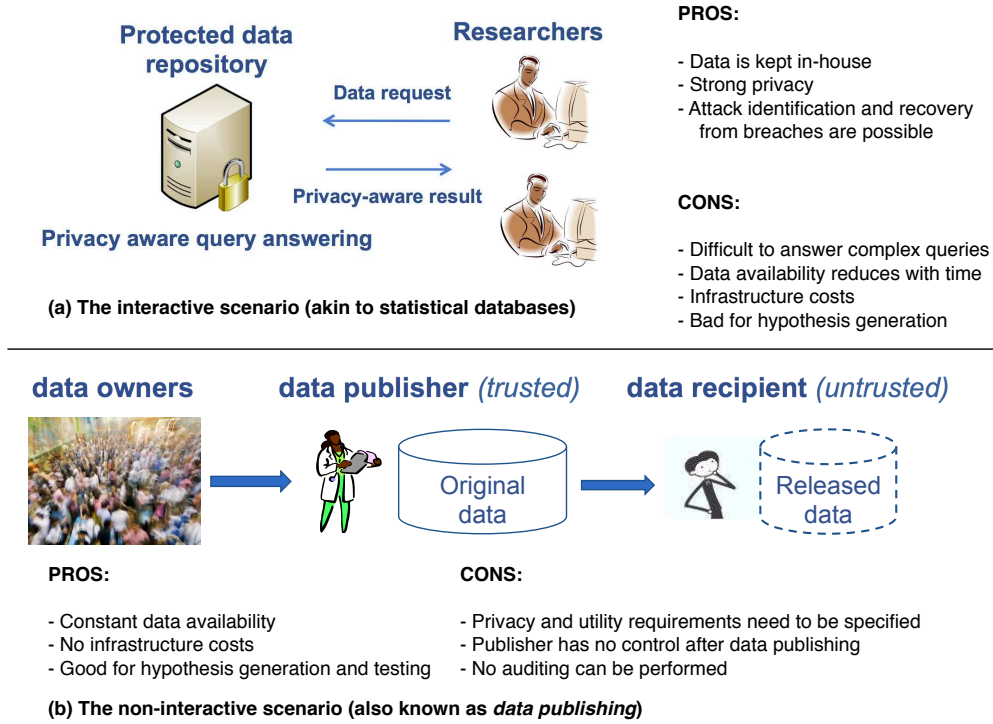 Protected data
repository
Researchers
Data request
Privacy-aware result
Privacy aware query answering
(a) The interactive scenario (akin to statistical databases)
PROS:
- Data is kept in-house
- Strong privacy
- Attack identification and recovery
from breaches are possible
CONS:
- Difficult to answer complex queries
- Data availability reduces with time
- Infrastructure costs
- Bad for hypothesis generation
data owners
data publisher (trusted)
data recipient (untrusted)
Original
data
Released
data
PROS:
- Constant data availability
- No infrastructure costs
- Good for hypothesis generation and testing
CONS:
- Privacy and utility requirements need to be specified
- Publisher has no control after data publishing
- No auditing can be performed
(b) The non-interactive scenario (also known as data publishing)